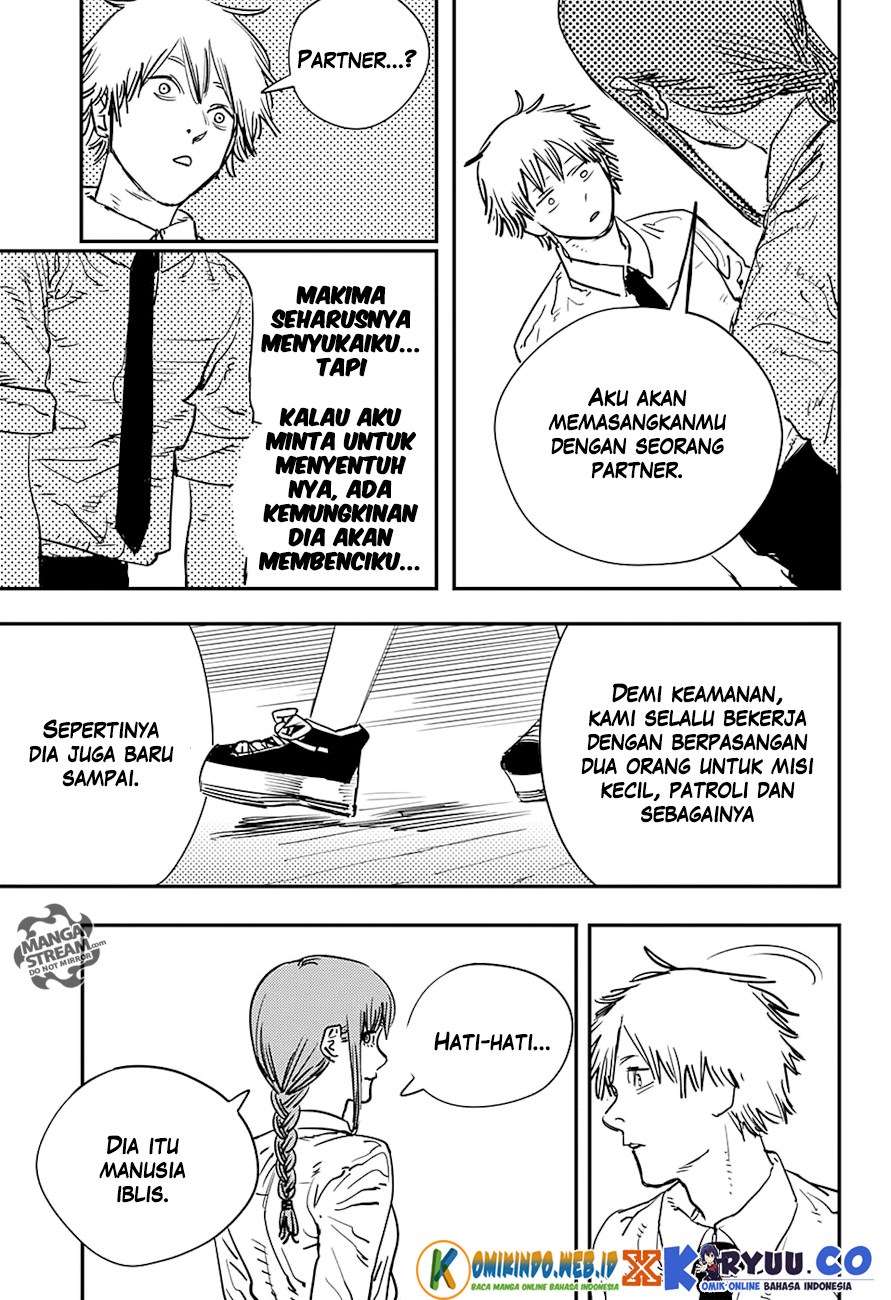 AKU AKAN
MEMASANGKANMU
DENGAN SEORANG
PARTNER.
PARTNER...?
MAKIMA
SEHARUSNYA
MENYUKAIKU...
TAPI
KALAU AKU
MINTA UNTUK
MENYENTUH
NYA, ADA
KEMUNGKINAN
DIA AKAN
MEMBENCIKU...
DEMI KEAMANAN,
KAMI SELALU BEKERJA
DENGAN BERPASANGAN
DUA ORANG UNTUK MISI
KECIL, PATROLI DAN
SEBAGAINYA
SEPERTINYA
DIA JUGA BARU
SAMPAI.
HATI-HATI...
DIA ITU
MANUSIA
IBLIS.
MANGA
STREAM.com
DO NOT MIRROR
KOMIKINDO.WEB.ID X KIRYUU.CO
BACA MANGA ONLINE BAHASA INDONESIA
OMIK ONLINE BAHASA INDONESIA